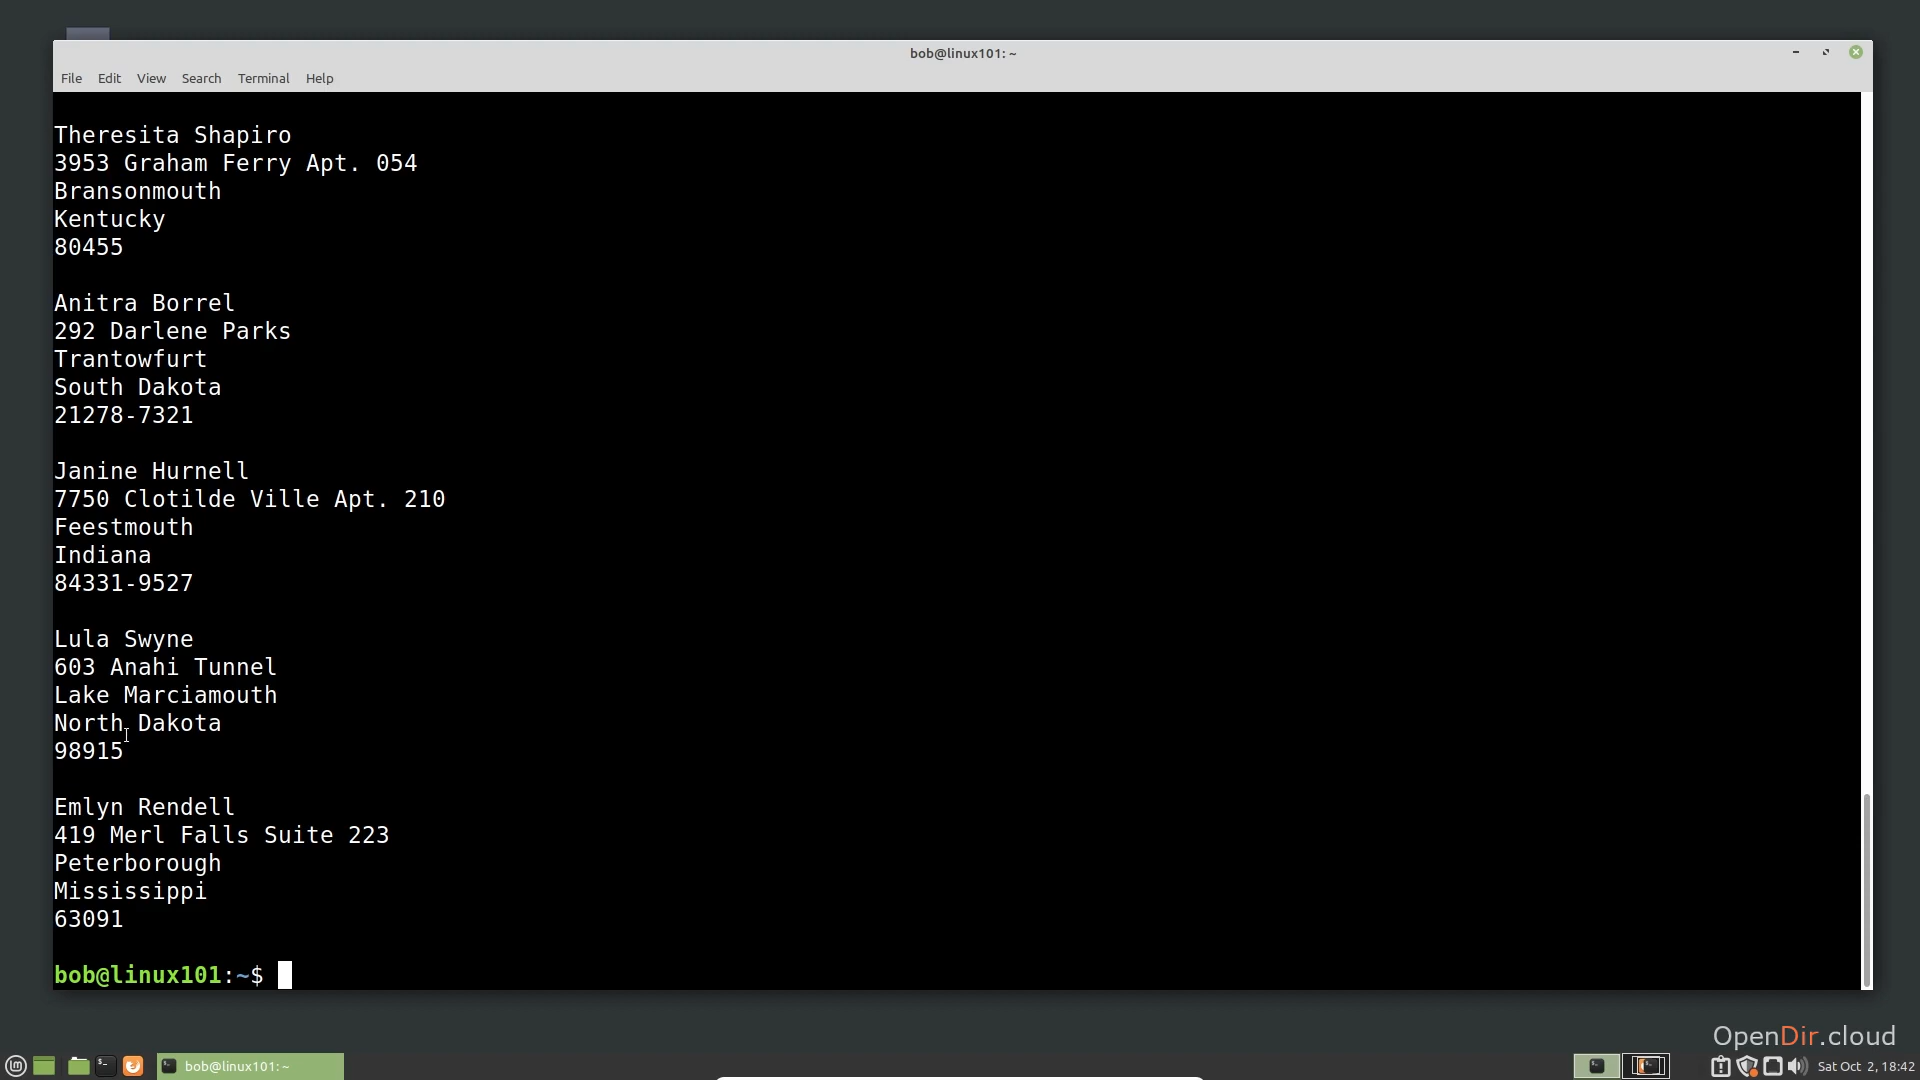 bob@linux101: ~
File Edit View Search Terminal Help
Theresita Shapiro
3953 Graham Ferry Apt. 054
Bransonmouth
Kentucky
80455
Anitra Borrel
292 Darlene Parks
Trantowfurt
South Dakota
21278-7321
Janine Hurnell
7750 Clotilde Ville Apt. 210
Feestmouth
Indiana
84331-9527
Lula Swyne
603 Anahi Tunnel
Lake Marciamouth
North Dakota
98915
Emlyn Rendell
419 Merl Falls Suite 223
Peterborough
Mississippi
63091
bob@linux101:~$
OpenDir.cloud
bob@linux101: ~
Sat Oct 2, 18:42